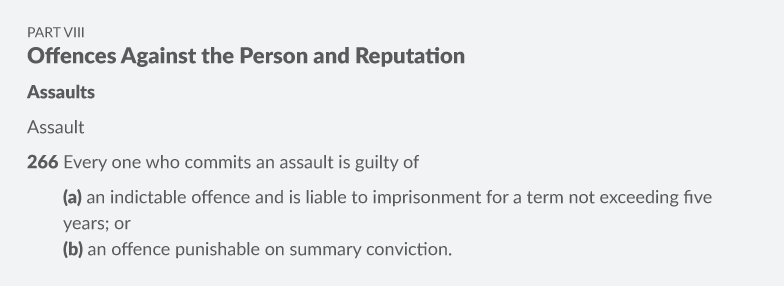 PART VIII
Offences Against the Person and Reputation
Assaults
Assault
266 Every one who commits an assault is guilty of
(a) an indictable offence and is liable to imprisonment for a term not exceeding five
years; or
(b) an offence punishable on summary conviction.